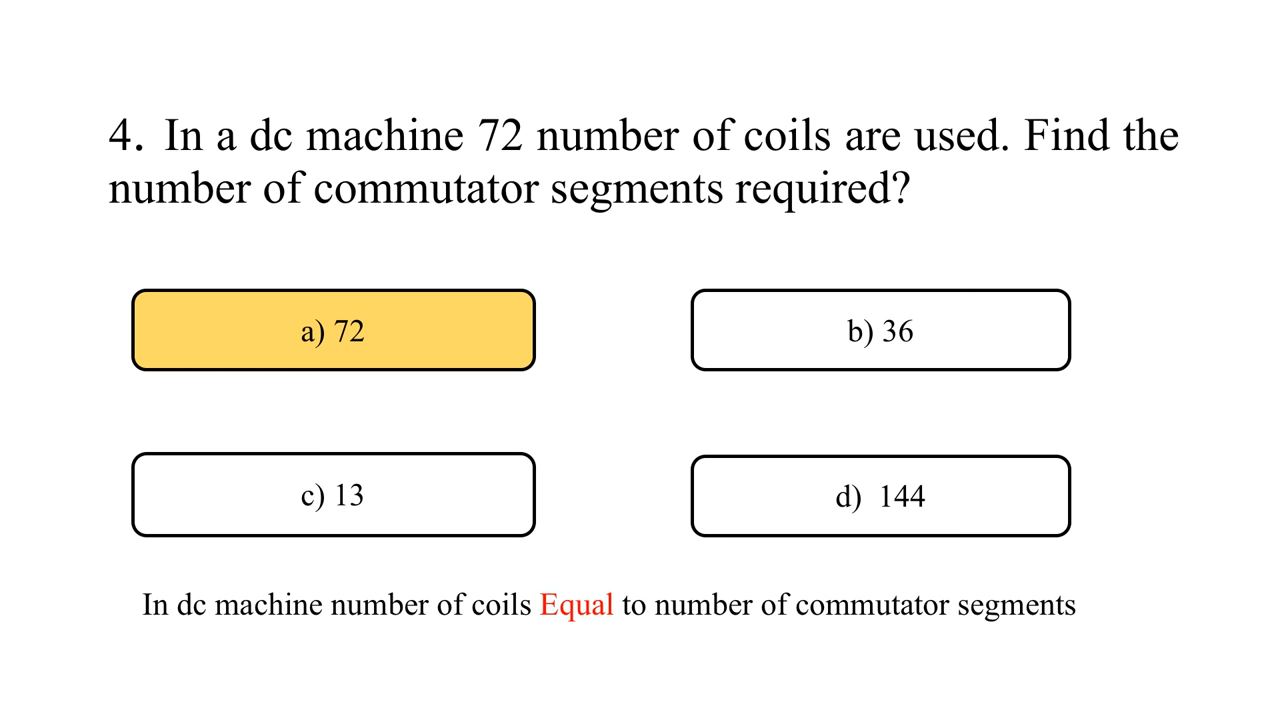 4. In a dc machine 72 number of coils are used. Find the
number of commutator segments required?
a) 72
b) 36
c) 13
d) 144
In dc machine number of coils Equal to number of commutator segments